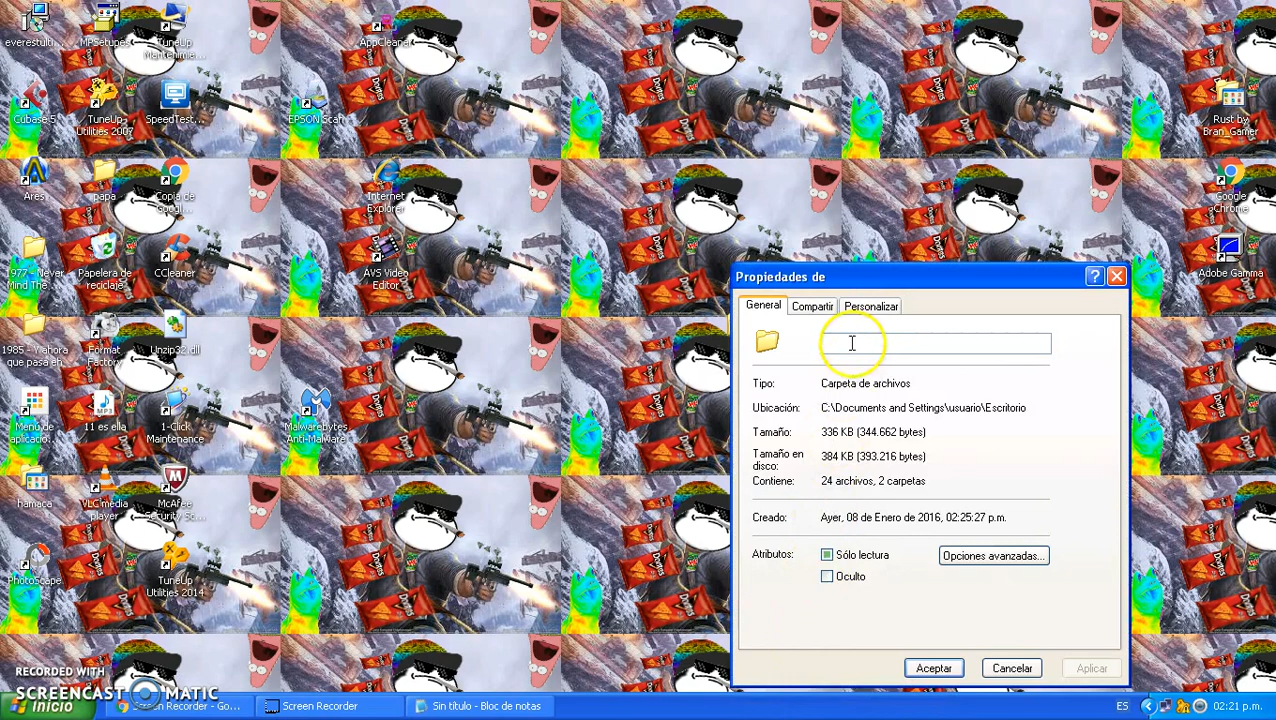 everestulti...
MPSetupes
TuneUp
Mantenimie...
AppCleaner
Cubase 5
TuneUp
Utilities 2007
SpeedTest...
EPSON Scan
Rust by
Bran_Gamer
Ares
papa
Copia de
Googl...
Internet
Explorer
Google
Chrome
1977 - Never
Mind The...
Papelera de
reciclaje
CCleaner
AVS Video
Editor
Adobe Gamma
1985 - Y ahora
que pasa eh
Format
Factory
Unzip32.dll
Menú de
aplicacio...
11 es ella
1-Click
Maintenance
Malwarebytes
Anti-Malware
hamaca
VLC media
player
McAfee
Security Sc...
PhotoScape
TuneUp
Utilities 2014
Propiedades de
General
Compartir
Personalizar
Tipo: Carpeta de archivos
Ubicación: C:\Documents and Settings\usuario\Escritorio
Tamaño: 336 KB (344.662 bytes)
Tamaño en
disco: 384 KB (393.216 bytes)
Contiene: 24 archivos, 2 carpetas
Creado: Ayer, 08 de Enero de 2016, 02:25:27 p.m.
Atributos: Sólo lectura
Opciones avanzadas...
Oculto
Aceptar
Cancelar
Aplicar
RECORDED WITH
SCREENCAST MATIC
Inicio
Screen Recorder - Go...
Screen Recorder
Sin título - Bloc de notas
ES
02:21 p.m.